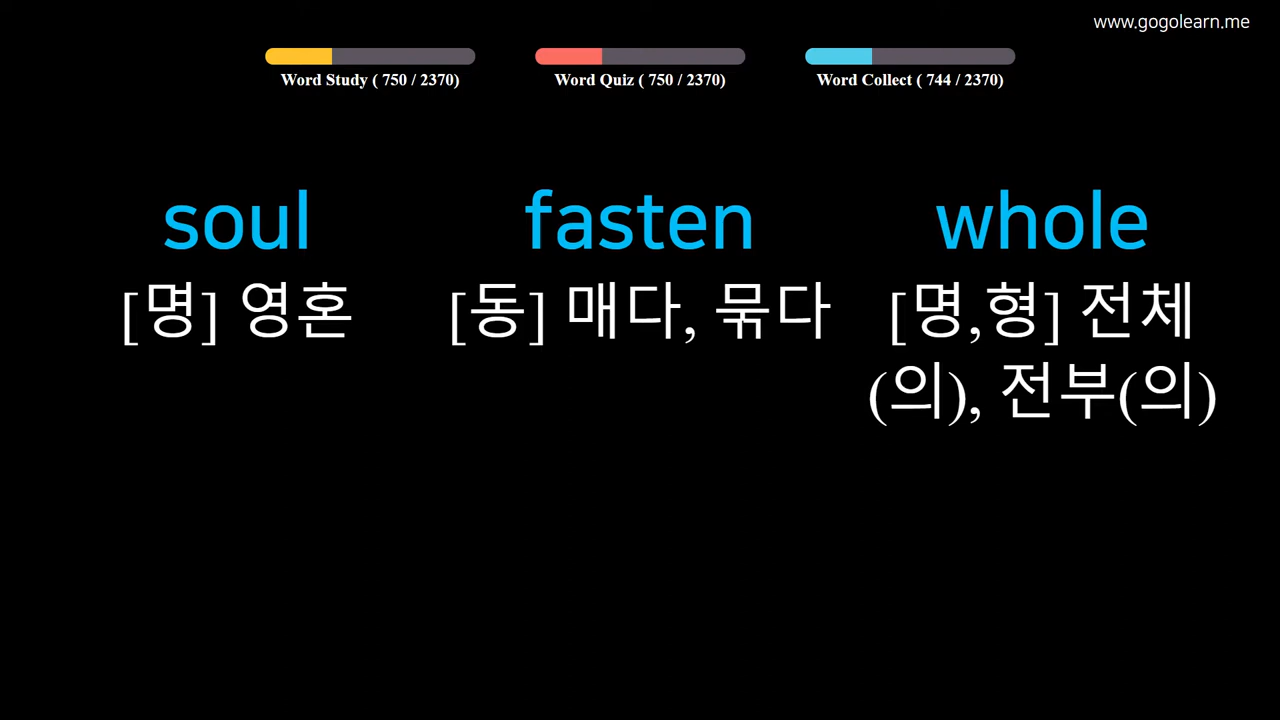 www.gogolearn.me
Word Study ( 750 / 2370)
Word Quiz ( 750 / 2370)
Word Collect ( 744 / 2370)
soul
[명] 영혼
fasten
[동] 매다, 묶다
whole
[명,형] 전체
(의), 전부(의)